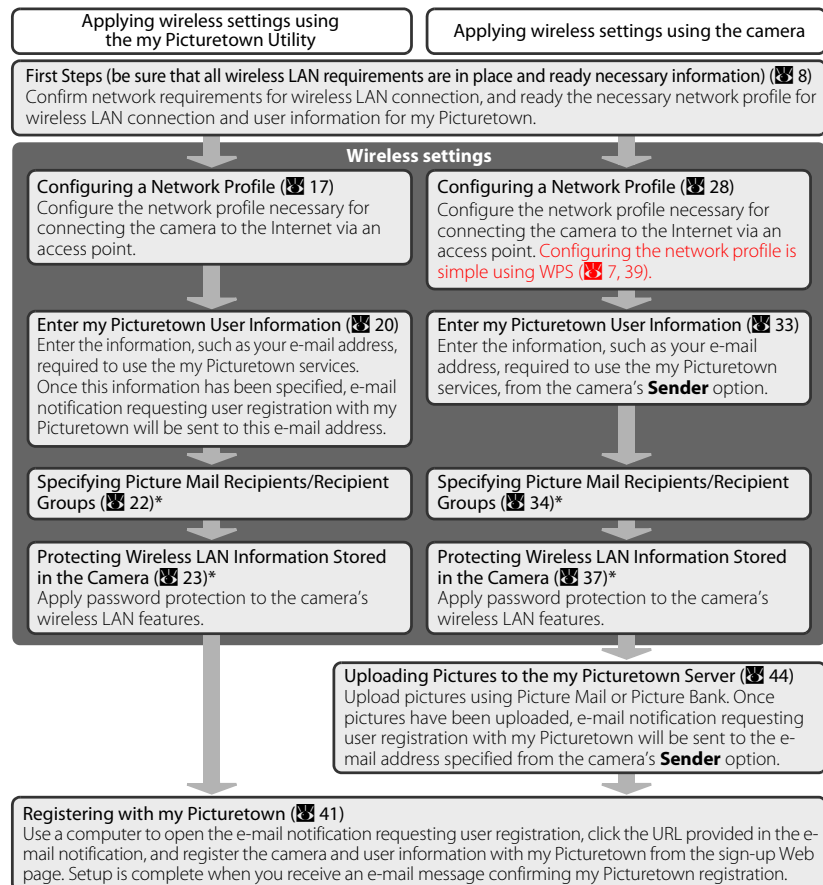 Applying wireless settings using
the my Picturetown Utility
Applying wireless settings using the camera
First Steps (be sure that all wireless LAN requirements are in place and ready necessary information) (8)
Confirm network requirements for wireless LAN connection, and ready the necessary network profile for
wireless LAN connection and user information for my Picturetown.
Wireless settings
Configuring a Network Profile (17)
Configure the network profile necessary for
connecting the camera to the Internet via an
access point.
Configuring a Network Profile (28)
Configure the network profile necessary for
connecting the camera to the Internet via an
access point. Configuring the network profile is
simple using WPS (7, 39).
Enter my Picturetown User Information (20)
Enter the information, such as your e-mail address,
required to use the my Picturetown services.
Once this information has been specified, e-mail
notification requesting user registration with my
Picturetown will be sent to this e-mail address.
Enter my Picturetown User Information (33)
Enter the information, such as your e-mail
address, required to use the my Picturetown
services, from the camera's Sender option.
Specifying Picture Mail Recipients/Recipient
Groups (22)*
Specifying Picture Mail Recipients/Recipient
Groups (34)*
Protecting Wireless LAN Information Stored
in the Camera (23)*
Apply password protection to the camera's
wireless LAN features.
Protecting Wireless LAN Information Stored
in the Camera (37)*
Apply password protection to the camera's
wireless LAN features.
Uploading Pictures to the my Picturetown Server (44)
Upload pictures using Picture Mail or Picture Bank. Once
pictures have been uploaded, e-mail notification requesting
user registration with my Picturetown will be sent to the e-
mail address specified from the camera's Sender option.
Registering with my Picturetown (41)
Use a computer to open the e-mail notification requesting user registration, click the URL provided in the e-
mail notification, and register the camera and user information with my Picturetown from the sign-up Web
page. Setup is complete when you receive an e-mail message confirming my Picturetown registration.